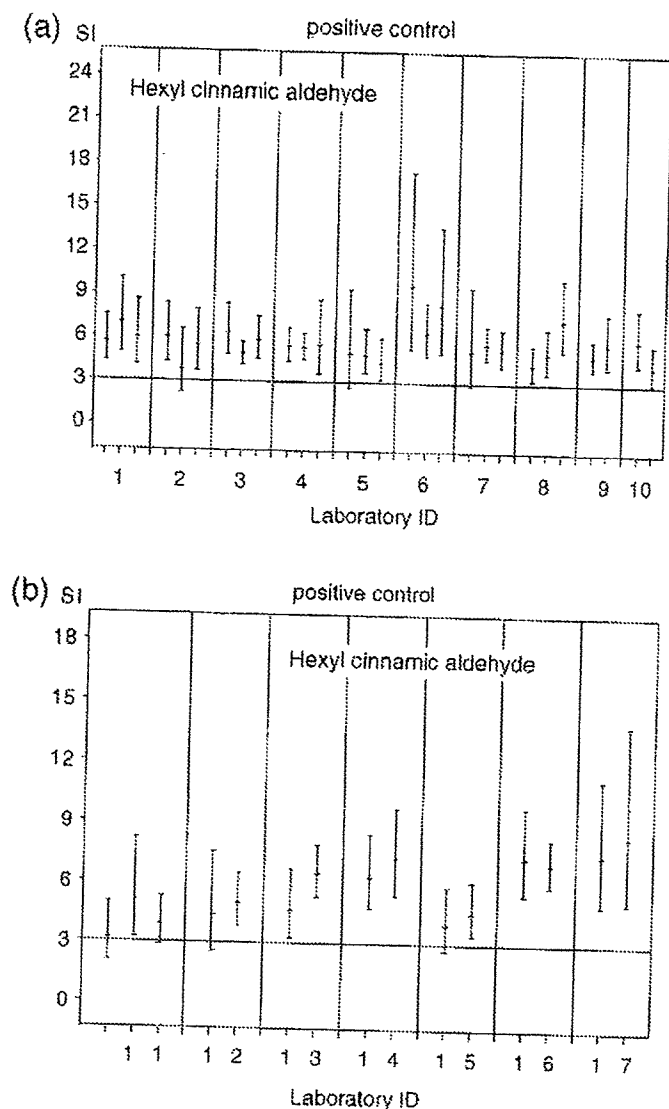 (a) SI positive control
Hexyl cinnamic aldehyde
24
21
18
15
12
9
6
3
0
1 2 3 4 5 6 7 8 9 10
Laboratory ID
(b) SI positive control
Hexyl cinnamic aldehyde
18
15
12
9
6
3
0
1 1 1 2 1 3 1 4 1 5 1 6 1 7
Laboratory ID